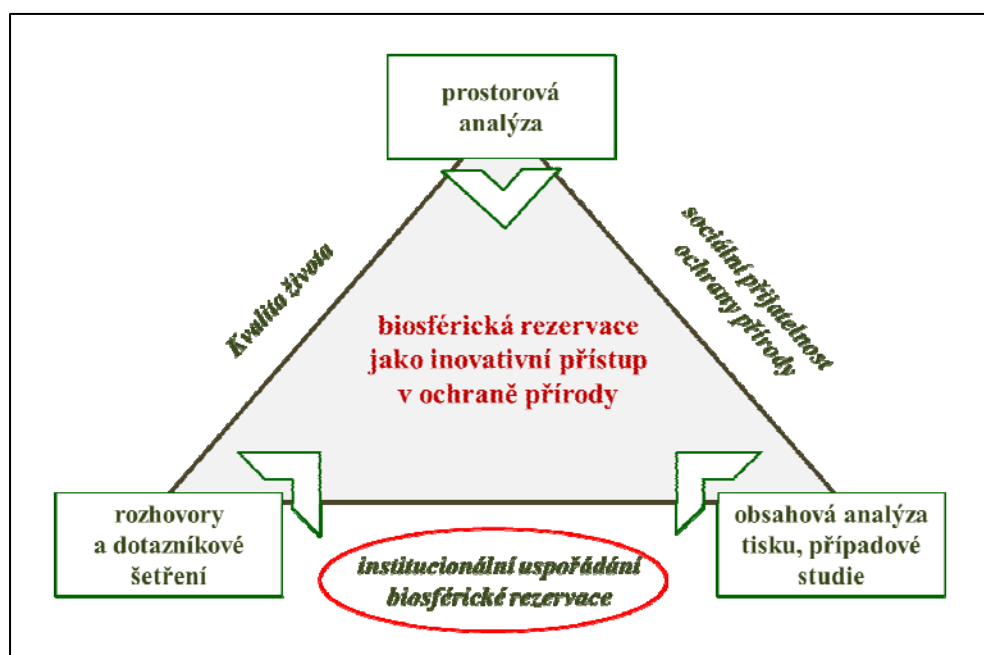 prostorová
analýza
Kvalita života
sociální přijatelnost
ochrany přírody
biosférická rezervace
jako inovativní přístup
v ochraně přírody
rozhovory
a dotazníkové
šetření
institucionální uspořádání
biosférické rezervace
obsahová analýza
tisku, případové
studie